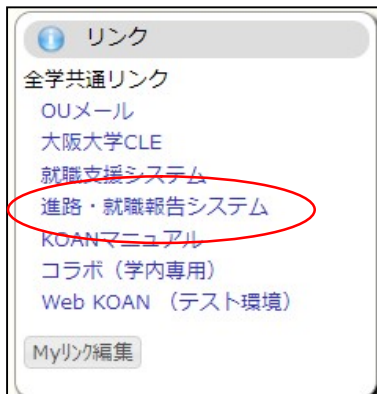 リンク
全学共通リンク
OUメール
大阪大学CLE
就職支援システム
進路・就職報告システム
KOANマニュアル
コラボ（学内専用）
Web KOAN （テスト環境）
Myリンク編集